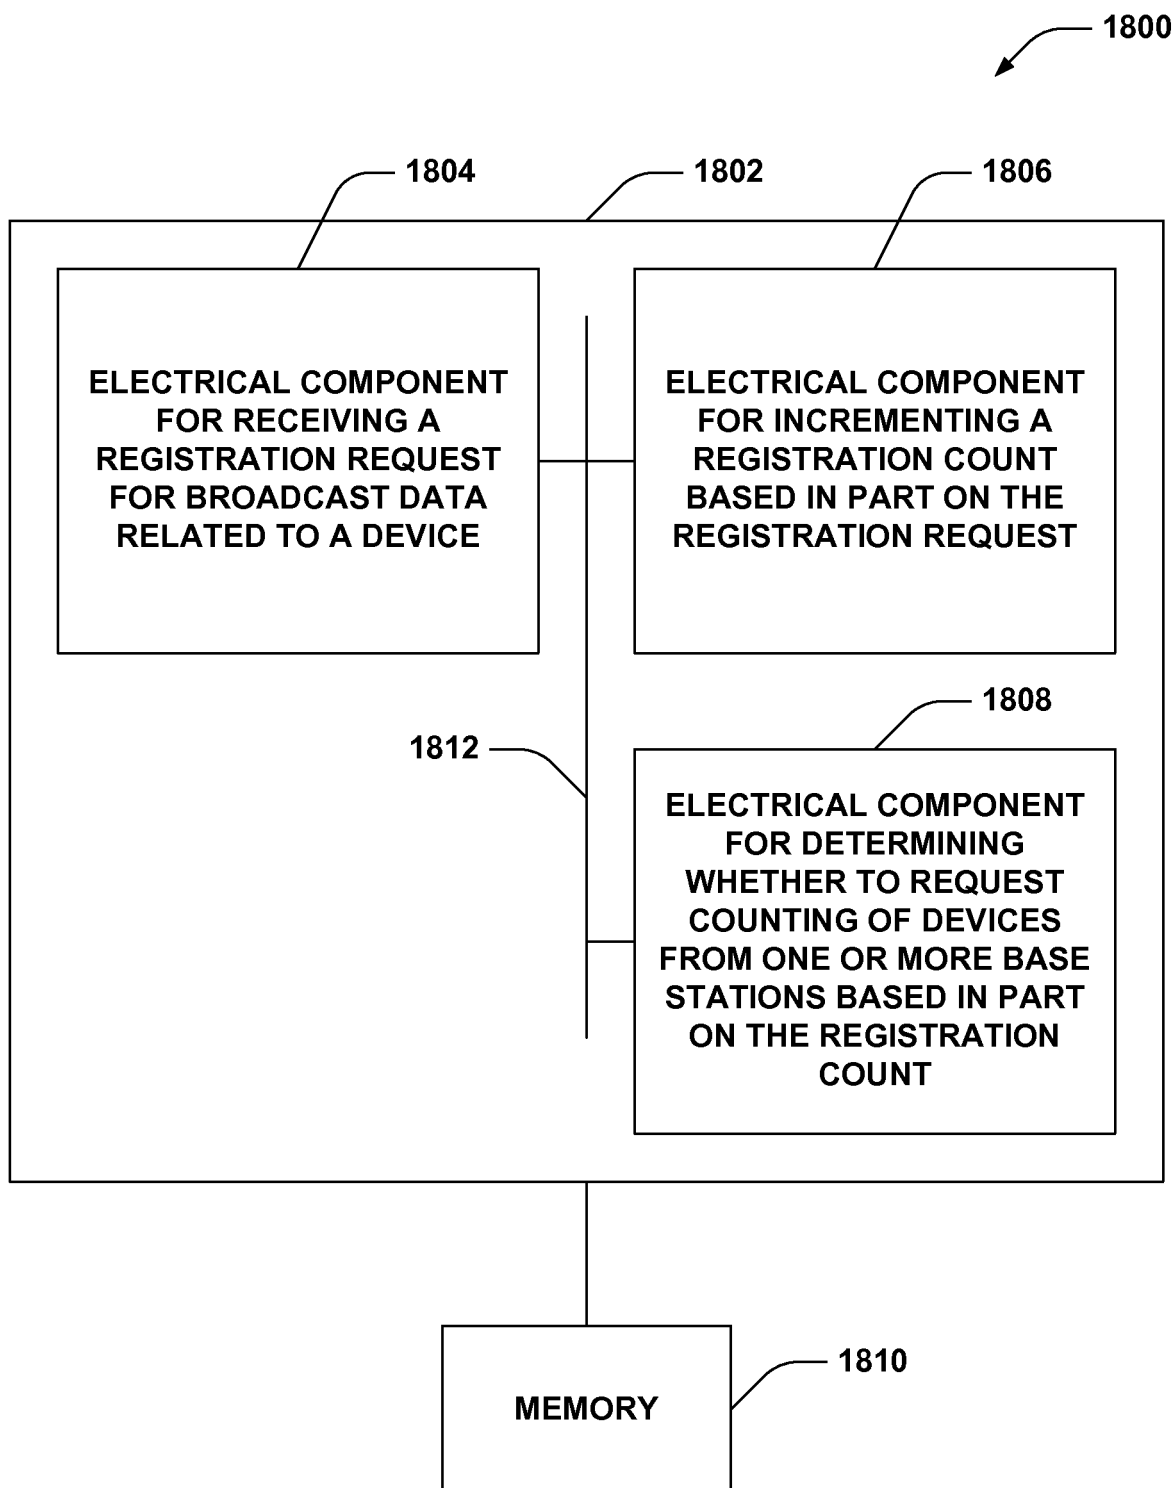 1800
1804
1802
1806
ELECTRICAL COMPONENT
FOR RECEIVING A
REGISTRATION REQUEST
FOR BROADCAST DATA
RELATED TO A DEVICE
ELECTRICAL COMPONENT
FOR INCREMENTING A
REGISTRATION COUNT
BASED IN PART ON THE
REGISTRATION REQUEST
1808
1812
ELECTRICAL COMPONENT
FOR DETERMINING
WHETHER TO REQUEST
COUNTING OF DEVICES
FROM ONE OR MORE BASE
STATIONS BASED IN PART
ON THE REGISTRATION
COUNT
1810
MEMORY